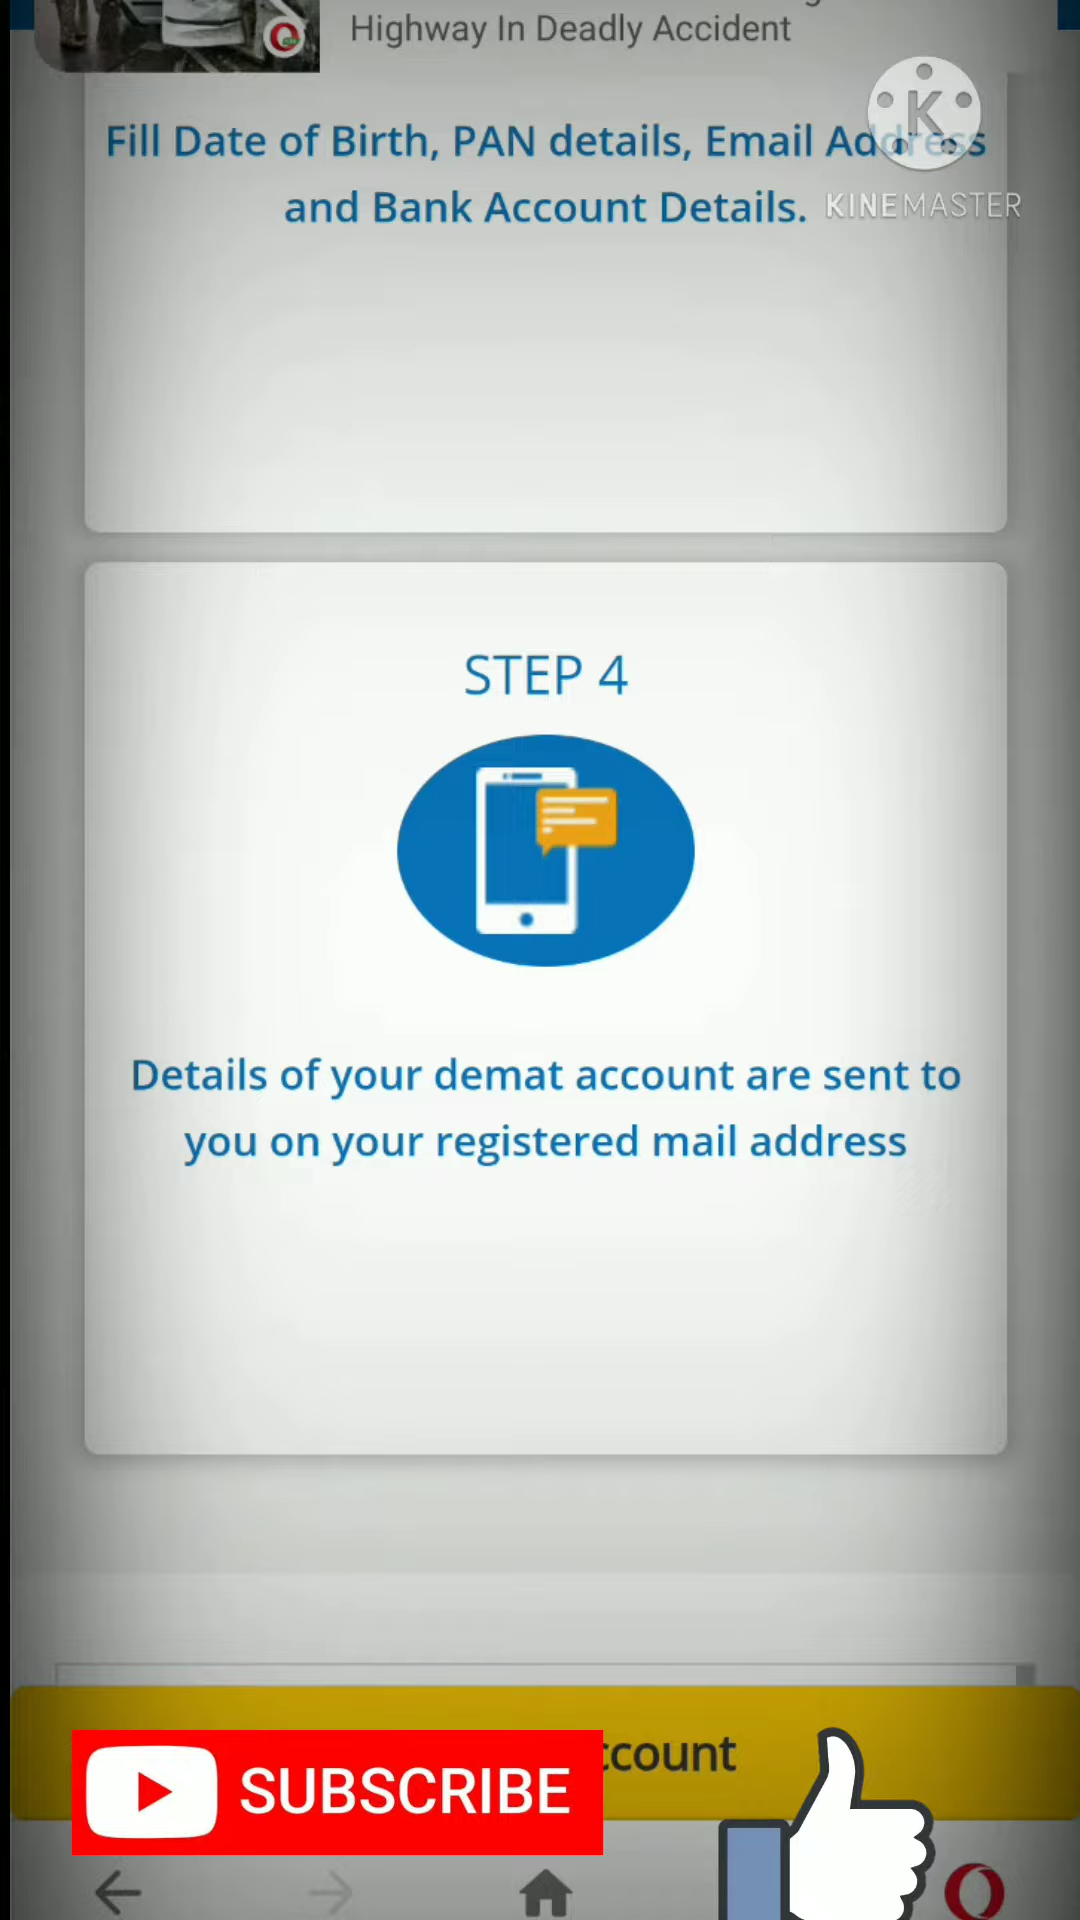 Highway In Deadly Accident
Fill Date of Birth, PAN details, Email Address
and Bank Account Details.
K
KINEMASTER
STEP 4
Details of your demat account are sent to
you on your registered mail address
ccount
SUBSCRIBE